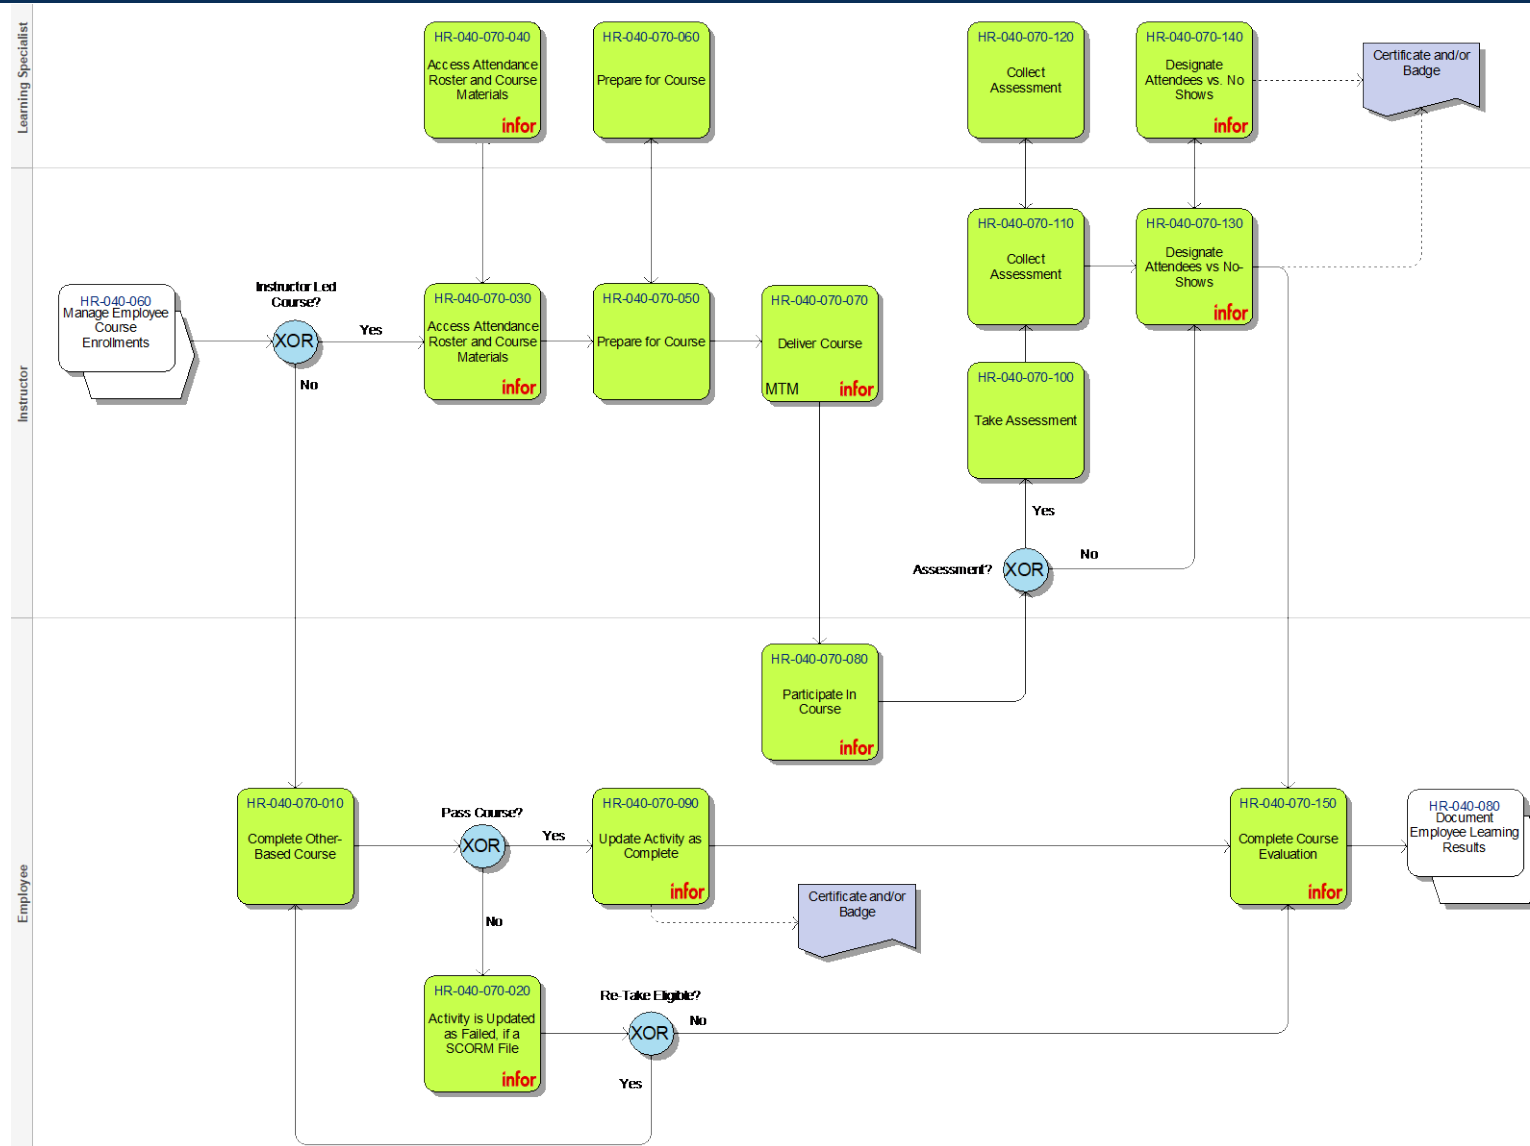 Learning Specialist
HR-040-070-040
Access Attendance
Roster and Course
Materials
infor
HR-040-070-060
Prepare for Course
HR-040-070-120
Collect
Assessment
HR-040-070-140
Designate
Attendees vs. No
Shows
infor
Certificate and/or
Badge
Instructor
HR-040-060
Manage Employee
Course
Enrollments
Instructor Led
Course?
XOR
Yes
No
HR-040-070-030
Access Attendance
Roster and Course
Materials
infor
HR-040-070-050
Prepare for Course
HR-040-070-070
Deliver Course
MTM
infor
HR-040-070-110
Collect
Assessment
HR-040-070-130
Designate
Attendees vs No-
Shows
infor
HR-040-070-100
Take Assessment
Yes
Assessment?
XOR
No
Employee
HR-040-070-080
Participate In
Course
infor
HR-040-070-010
Complete Other-
Based Course
Pass Course?
XOR
Yes
No
HR-040-070-090
Update Activity as
Complete
infor
Certificate and/or
Badge
HR-040-070-150
Complete Course
Evaluation
infor
HR-040-080
Document
Employee Learning
Results
HR-040-070-020
Activity is Updated
as Failed, if a
SCORM File
infor
Re-Take Eligible?
XOR
No
Yes